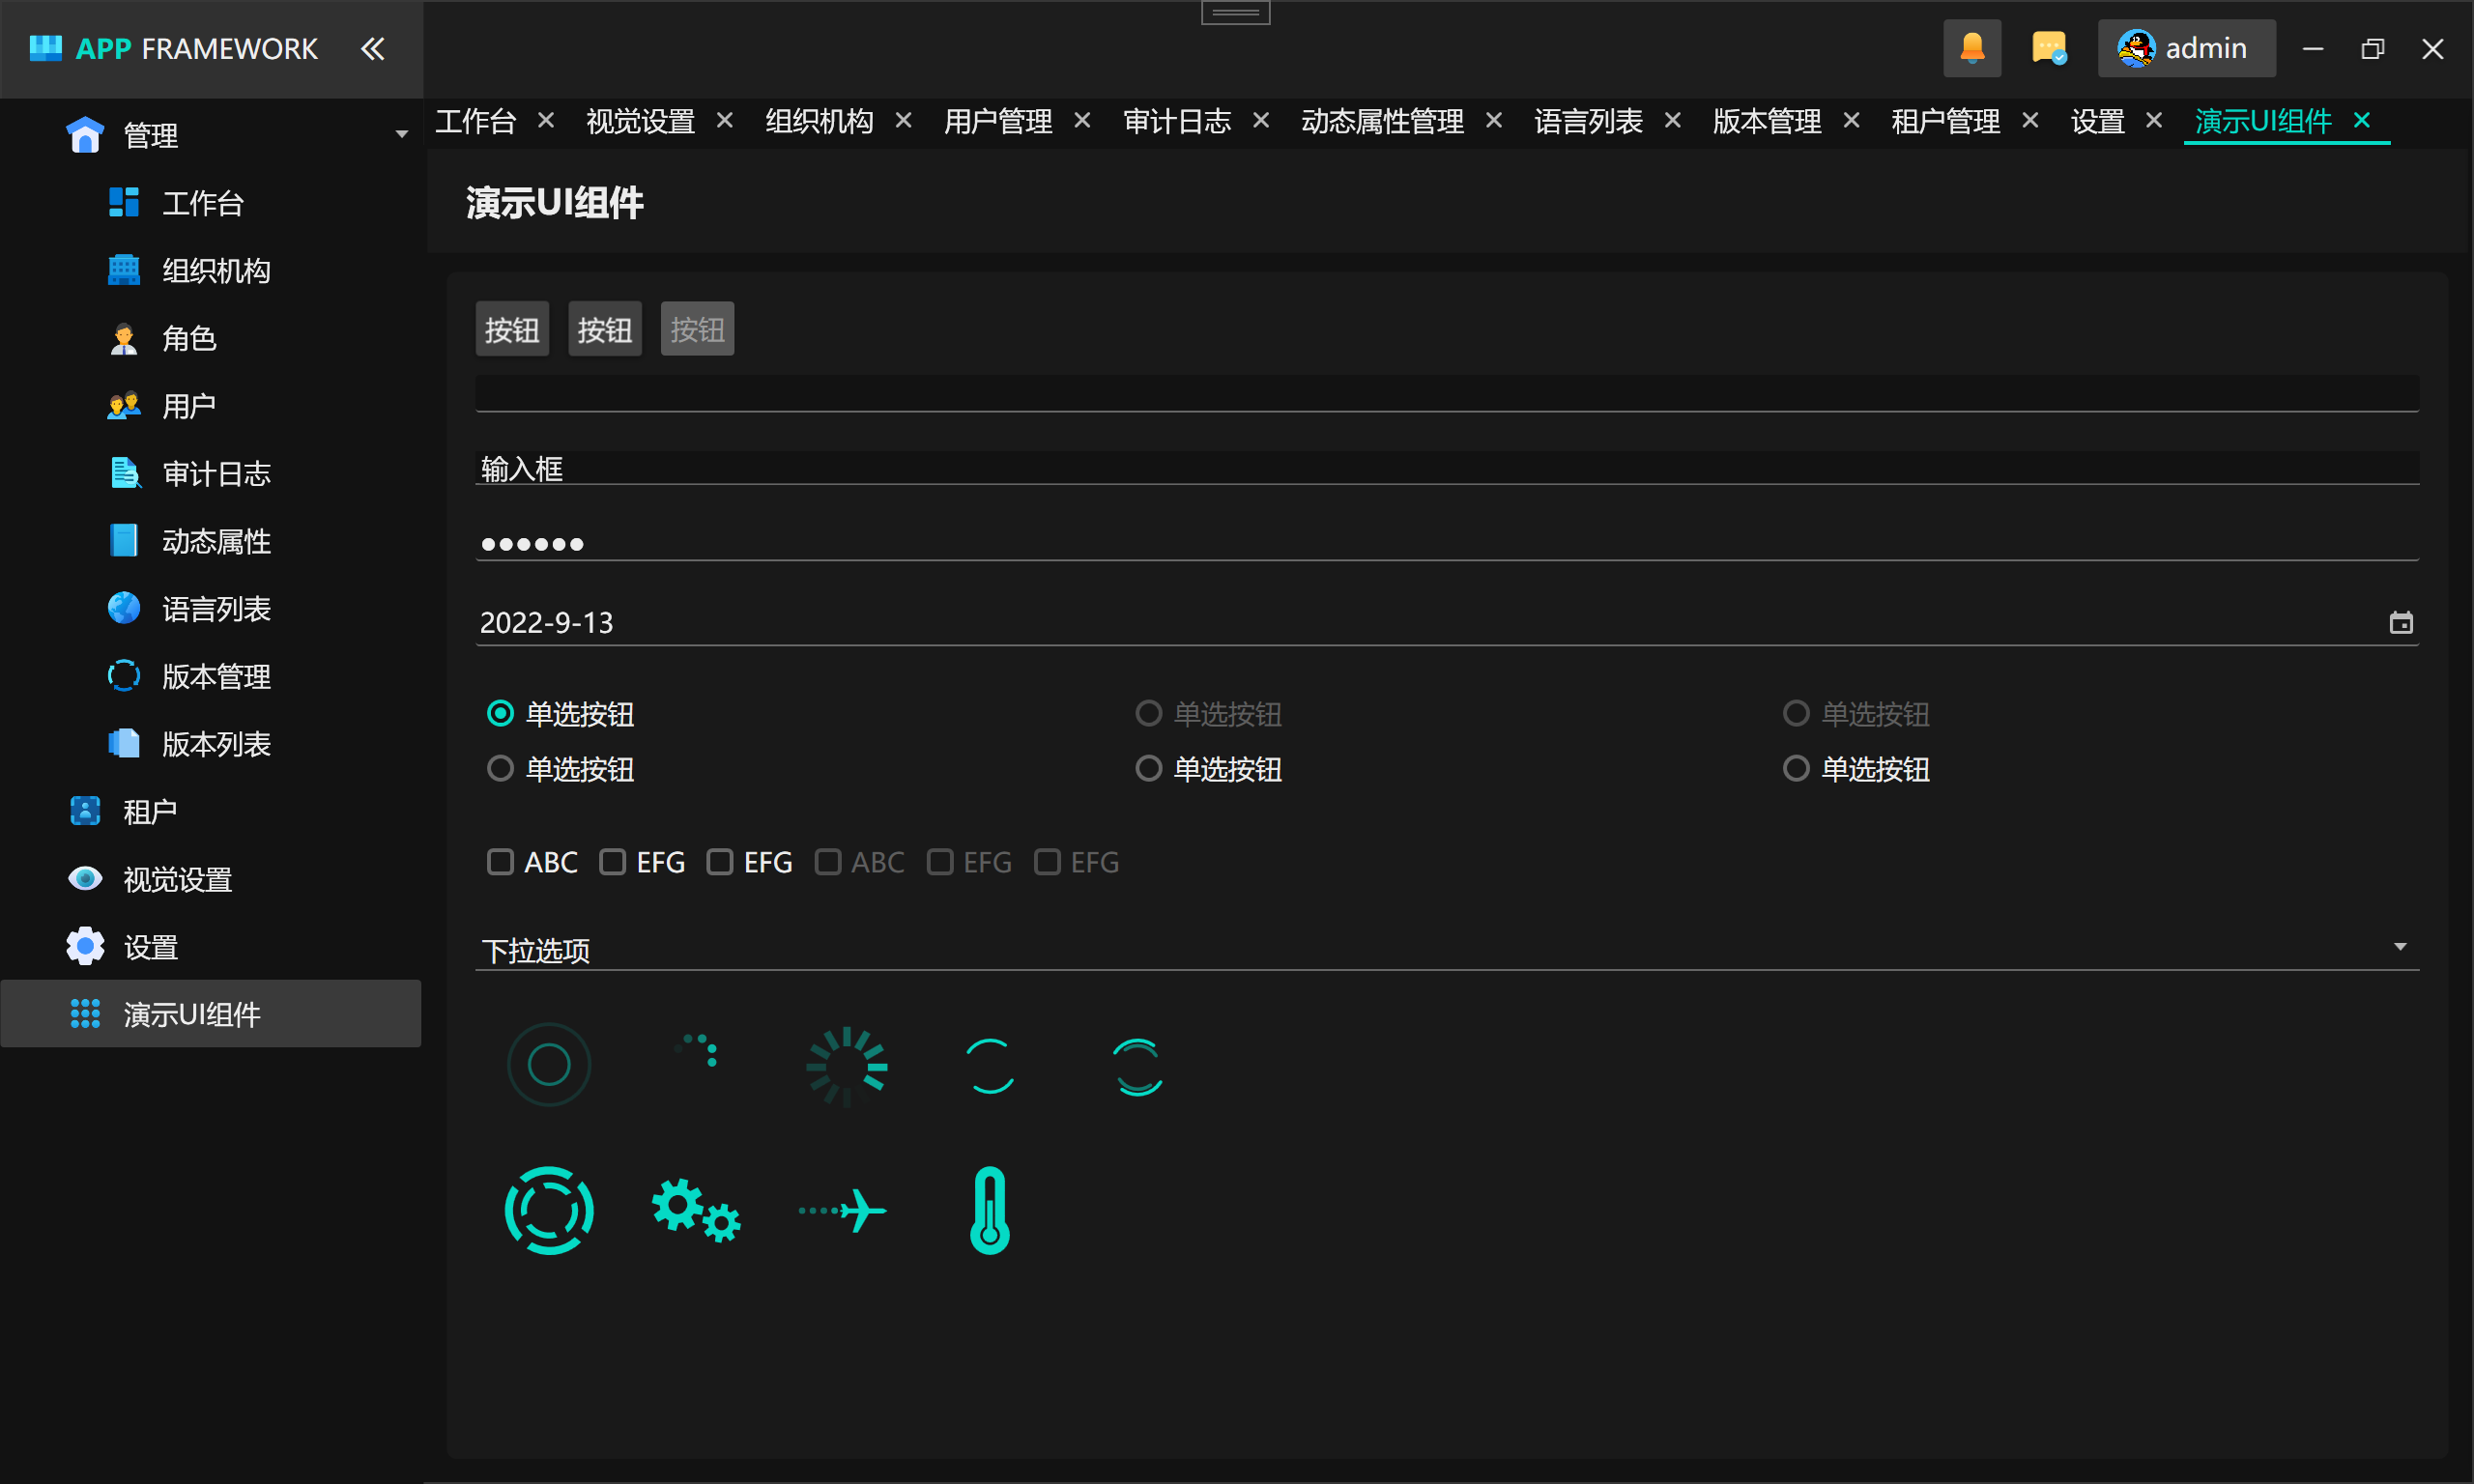 APP FRAMEWORK
admin
管理
工作台
组织机构
角色
用户
审计日志
动态属性
语言列表
版本管理
版本列表
租户
视觉设置
设置
演示UI组件
工作台 视觉设置 组织机构 用户管理 审计日志 动态属性管理 语言列表 版本管理 租户管理 设置 演示UI组件
演示UI组件
按钮 按钮 按钮
输入框
2022-9-13
单选按钮 单选按钮 单选按钮
单选按钮 单选按钮 单选按钮
ABC EFG EFG ABC EFG EFG
下拉选项